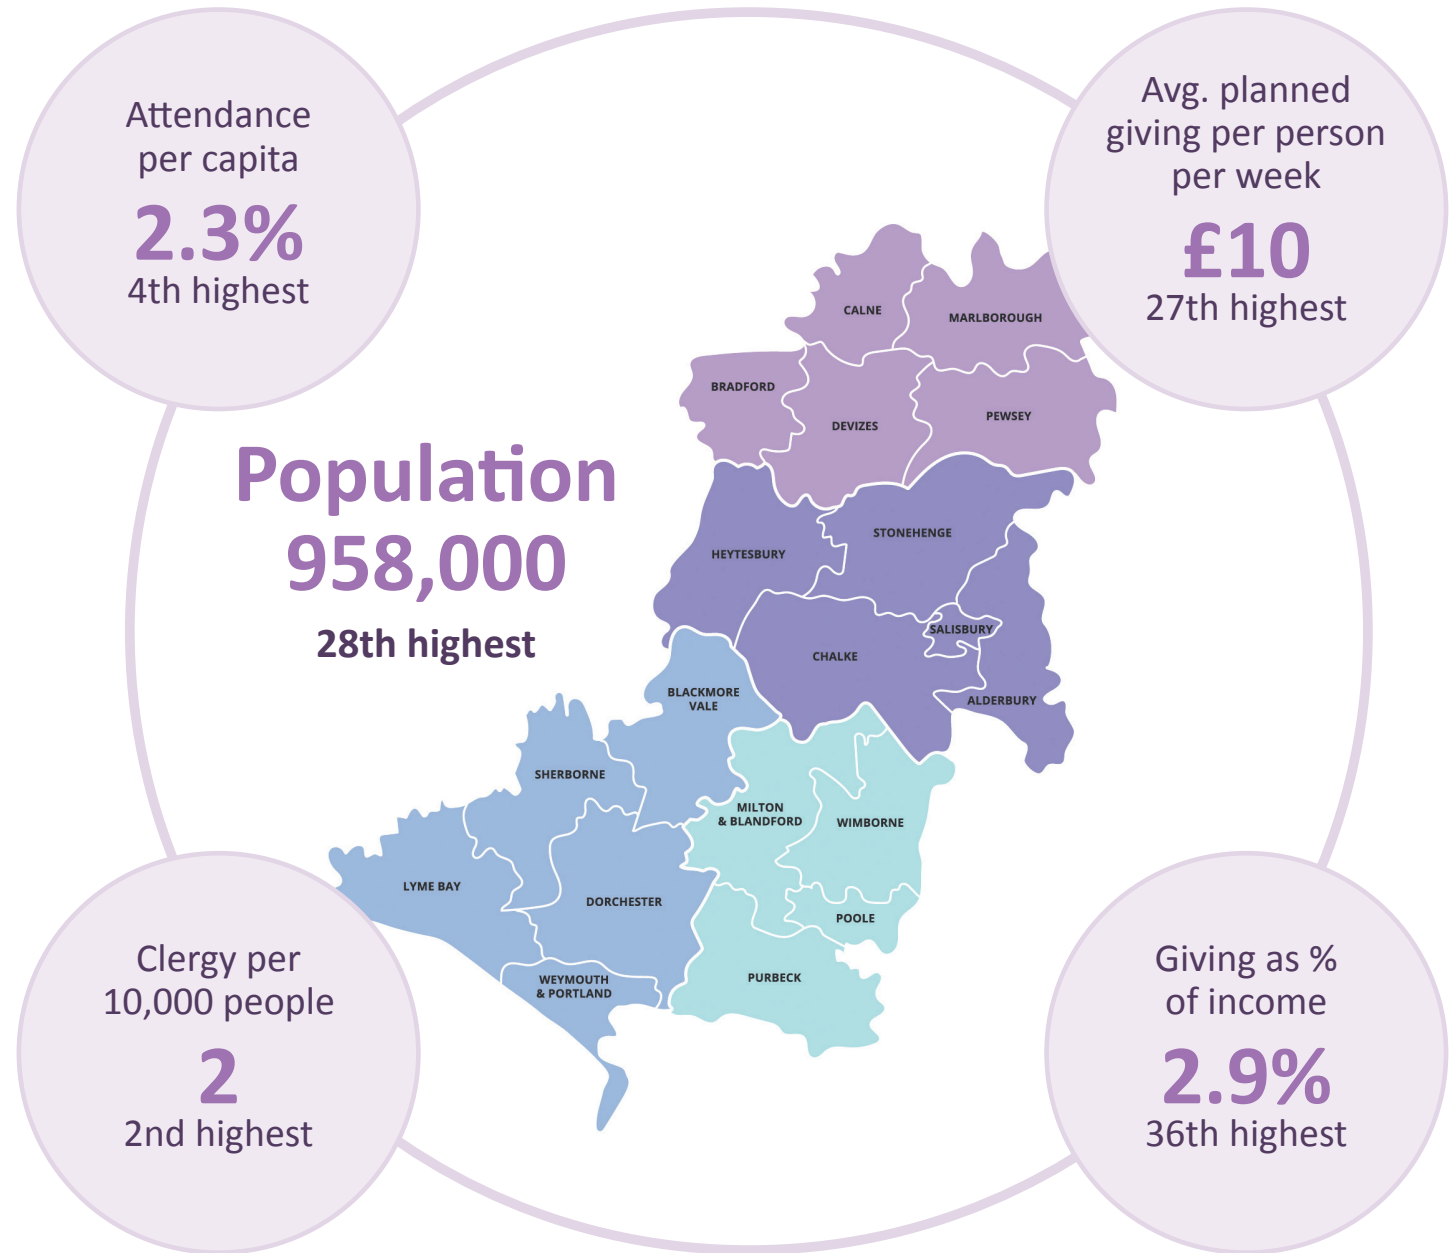 Attendance
per capita
2.3%
4th highest
Avg. planned
giving per person
per week
£10
27th highest
Population
958,000
28th highest
CALNE
MARLBOROUGH
BRADFORD
DEVIZES
PEWSEY
HEYTESBURY
STONEHENGE
SALISBURY
CHALKE
ALDERBURY
BLACKMORE
VALE
SHERBORNE
MILTON
& BLANDFORD
WIMBORNE
LYME BAY
DORCHESTER
POOLE
WEYMOUTH
& PORTLAND
PURBECK
Clergy per
10,000 people
2
2nd highest
Giving as %
of income
2.9%
36th highest